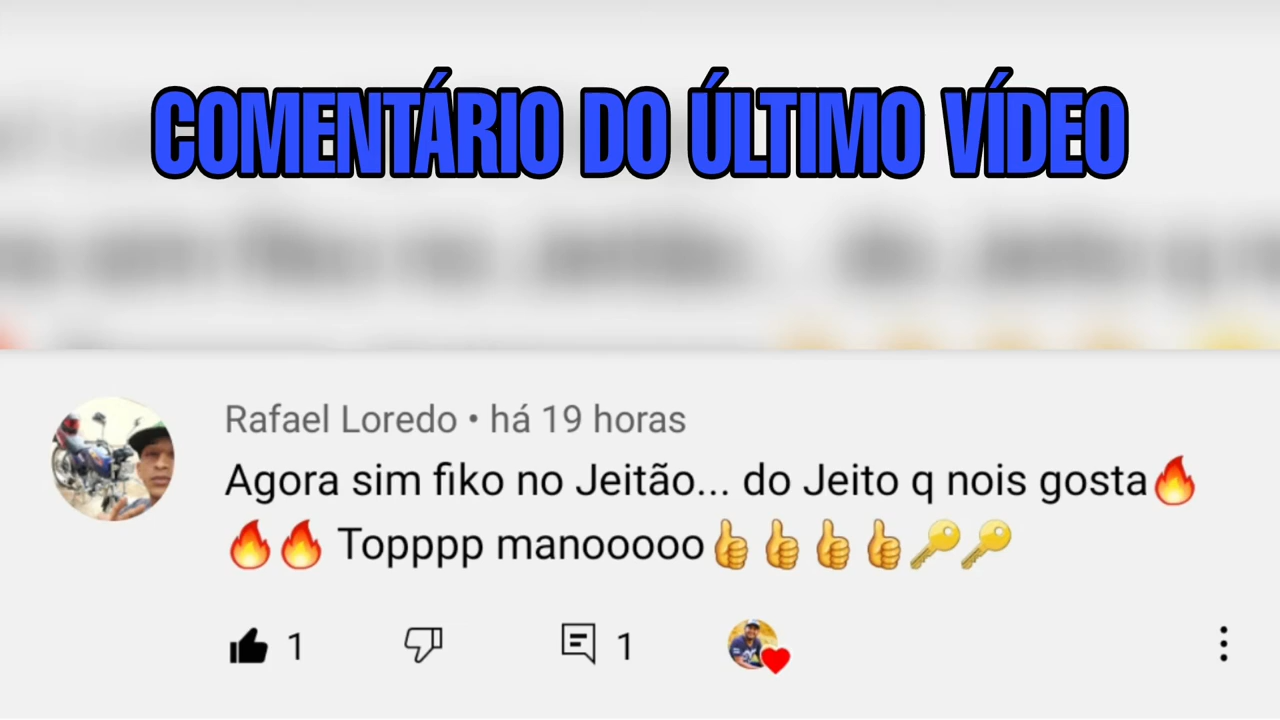 COMENTÁRIO DO ÚLTIMO VÍDEO
Rafael Loredo • há 19 horas
Agora sim fiko no Jeitão... do Jeito q nois gosta🔥
🔥🔥 Topppp manooooo👍👍👍👍🔑🔑
1 1